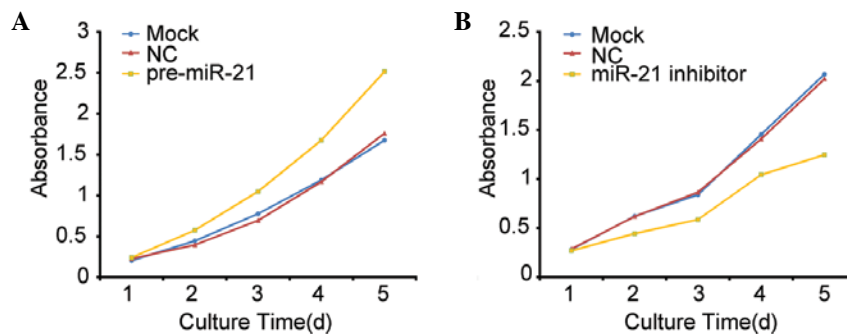 A
Mock
NC
pre-miR-21
3
2.5
2
1.5
1
0.5
0
Absorbance
1 2 3 4 5
Culture Time(d)
B
Mock
NC
miR-21 inhibitor
2.5
2
1.5
1
0.5
0
Absorbance
1 2 3 4 5
Culture Time(d)